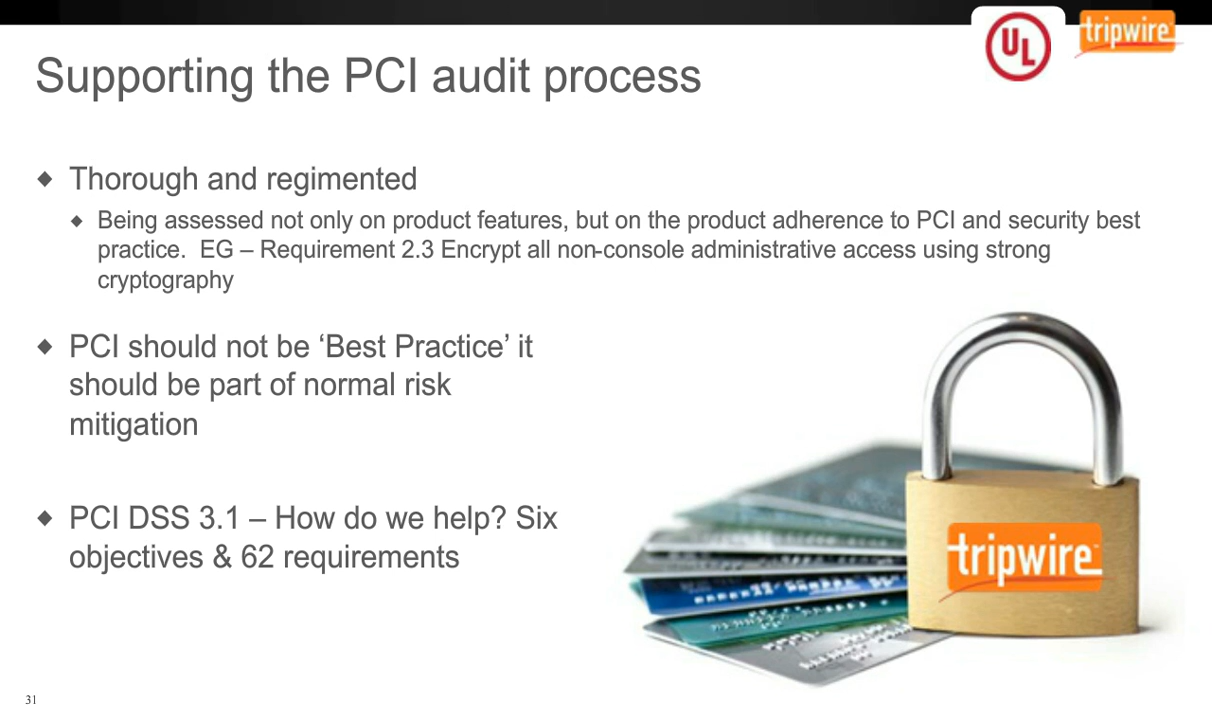 UL
tripwire
Supporting the PCI audit process
Thorough and regimented
Being assessed not only on product features, but on the product adherence to PCI and security best
practice.  EG – Requirement 2.3 Encrypt all non-console administrative access using strong
cryptography
PCI should not be ‘Best Practice’ it
should be part of normal risk
mitigation
PCI DSS 3.1 – How do we help? Six
objectives & 62 requirements
tripwire
31